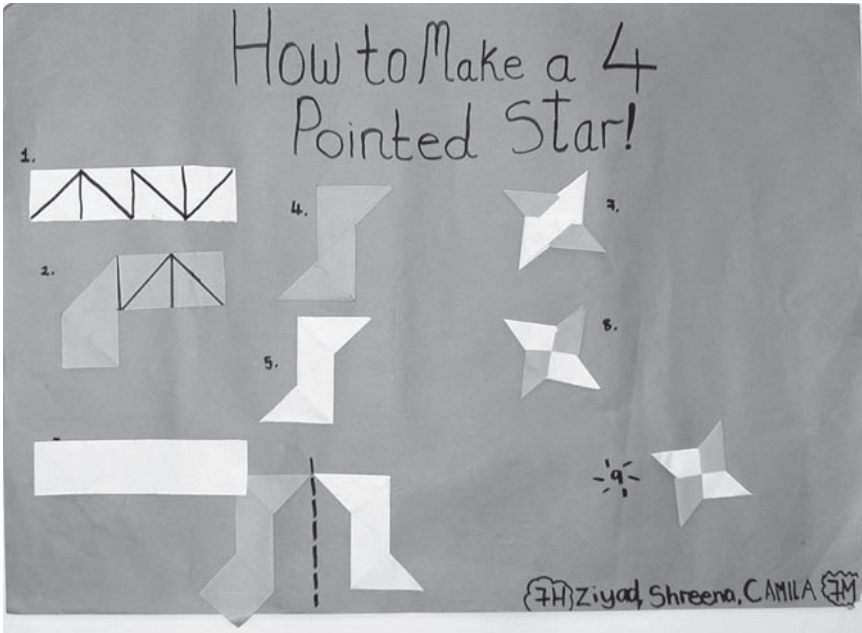 How to Make a 4
Pointed Star!
1.
2.
4.
5.
7.
8.
9
7H Ziyad, Shreena, CAMILA 7M